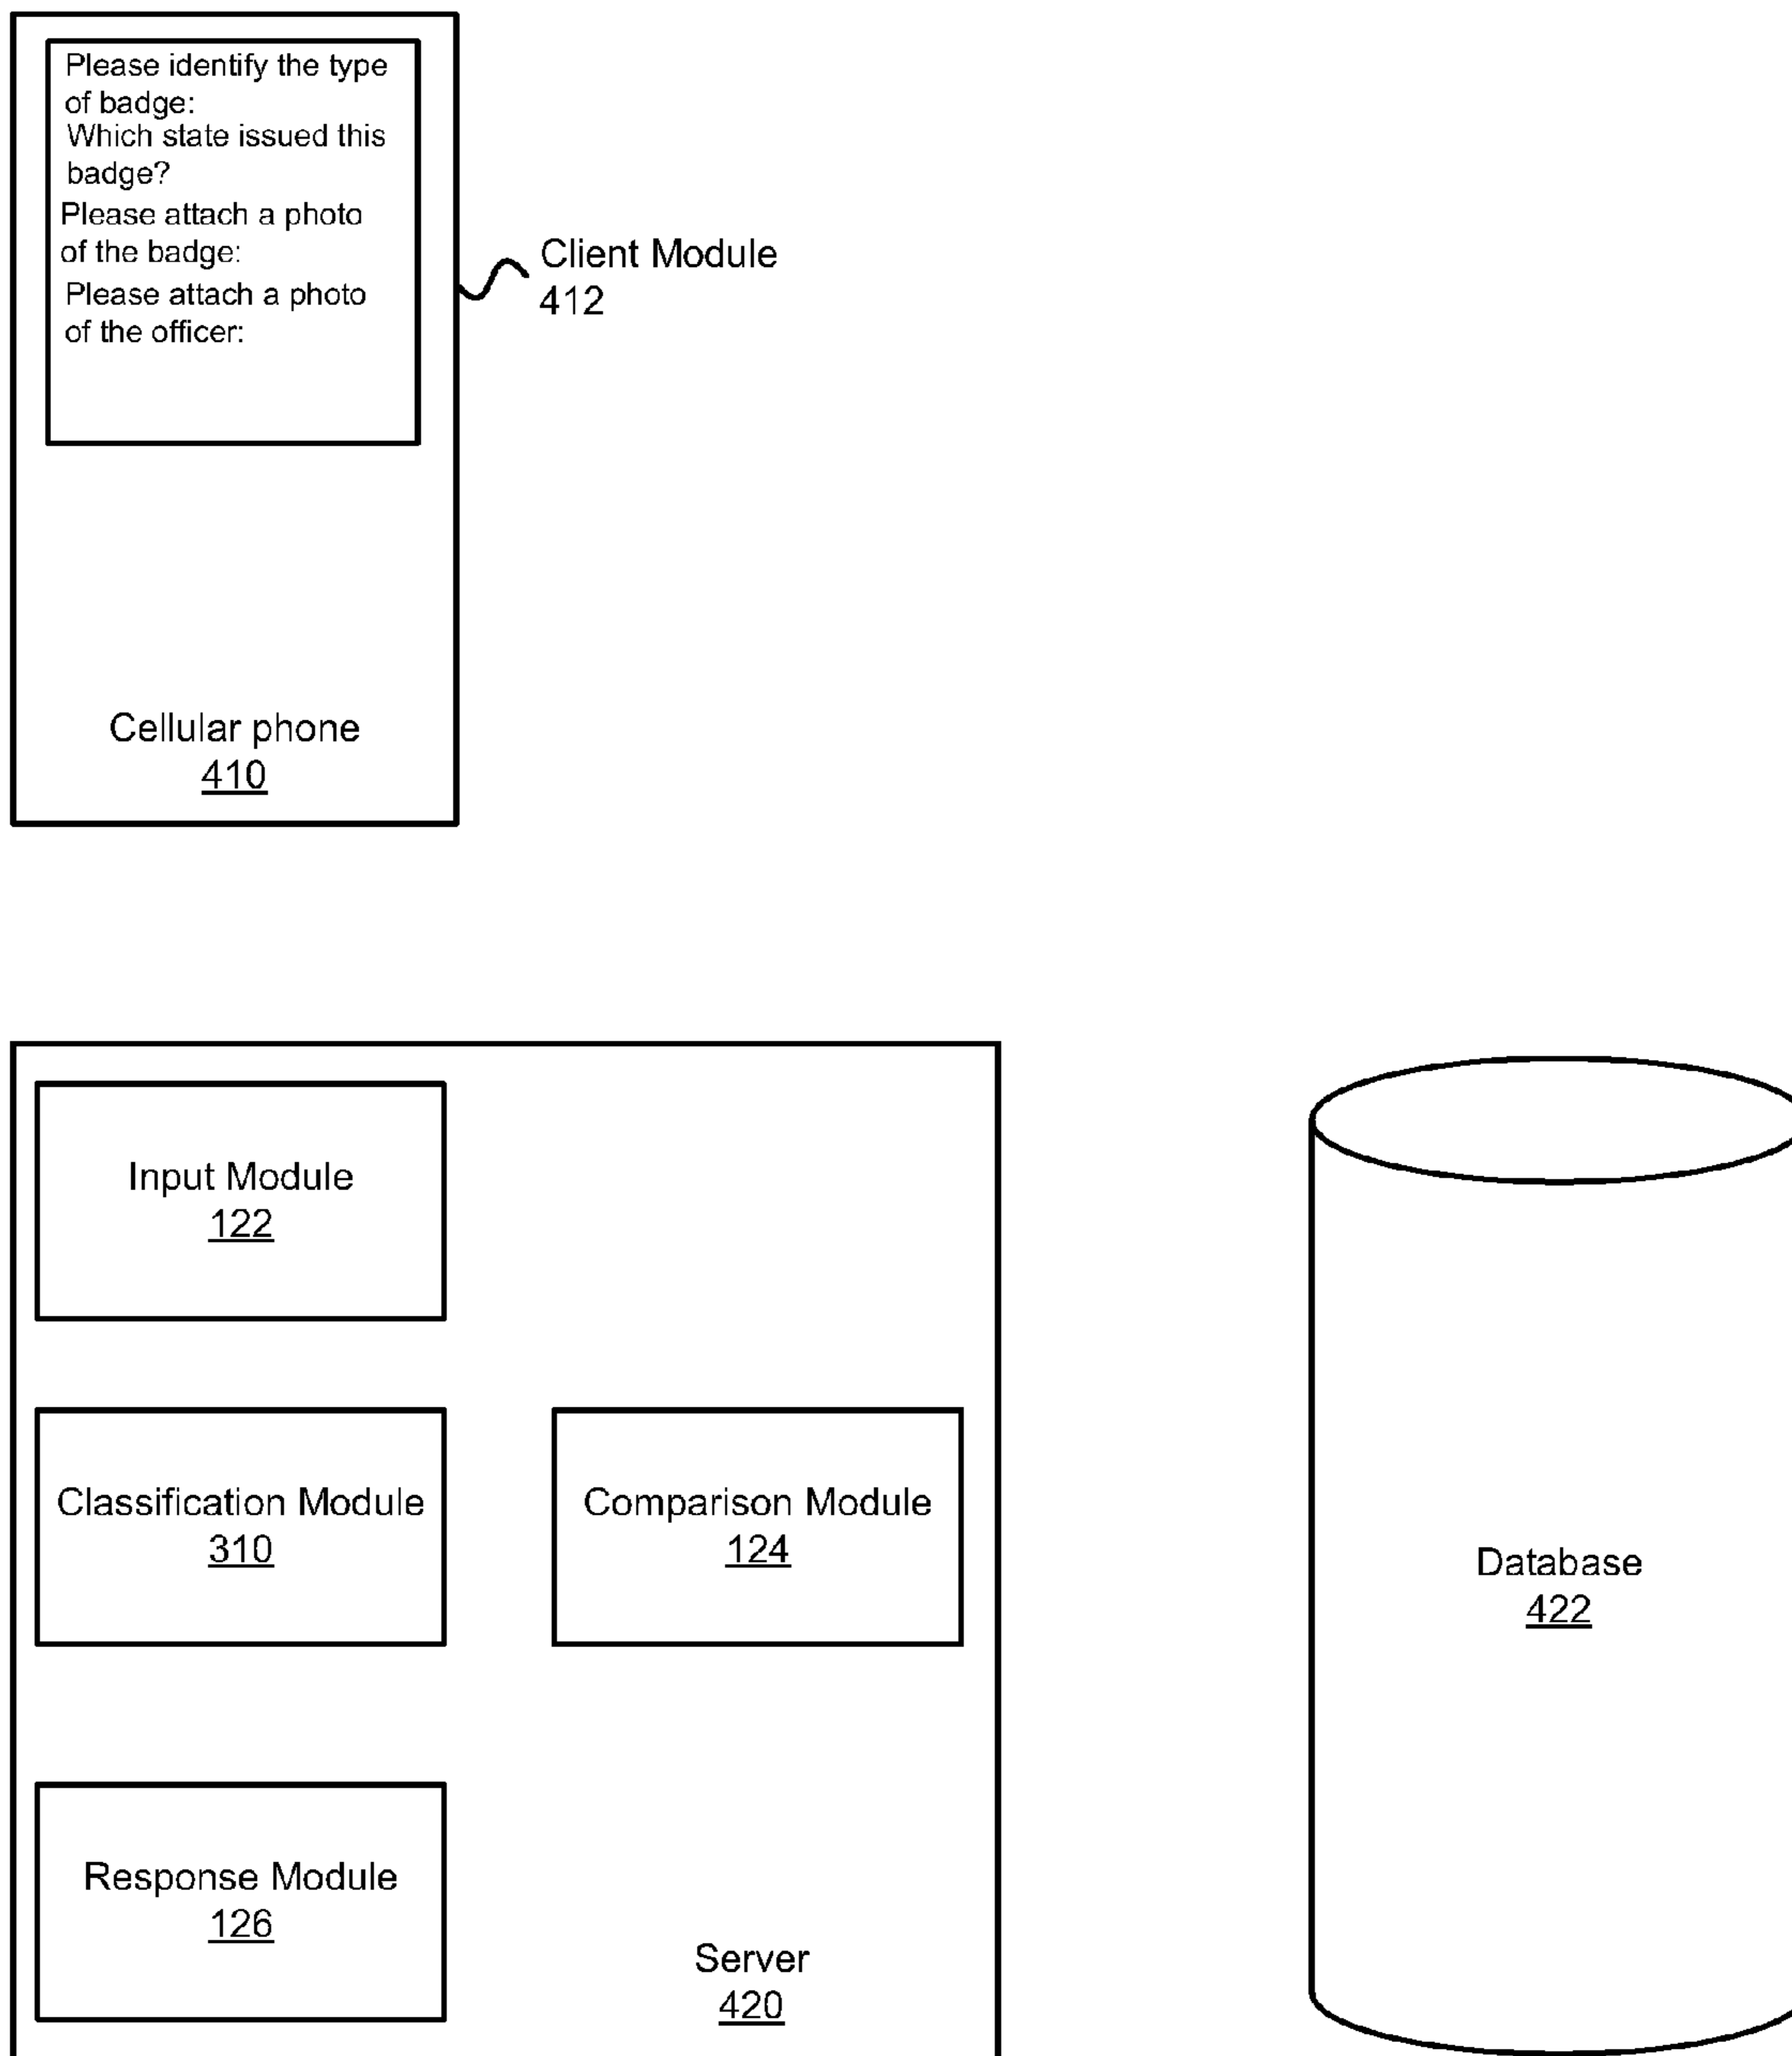 Please identify the type
of badge:
Which state issued this
badge?
Please attach a photo
of the badge:
Please attach a photo
of the officer:
Client Module
412
Cellular phone
410
Input Module
122
Classification Module
310
Comparison Module
124
Database
422
Response Module
126
Server
420